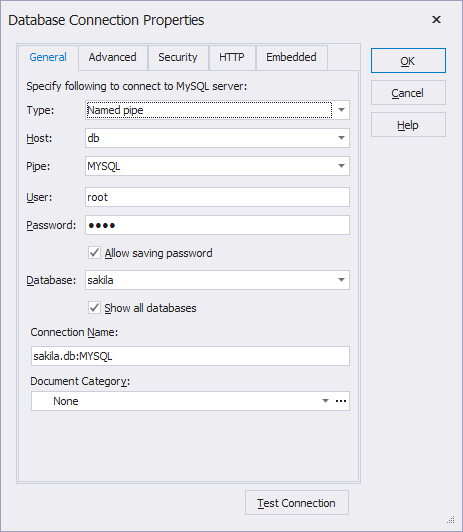 Database Connection Properties
General Advanced Security HTTP Embedded
Specify following to connect to MySQL server:
Type: Named pipe
Host: db
Pipe: MYSQL
User: root
Password: ●●●●
Allow saving password
Database: sakila
Show all databases
Connection Name:
sakila.db:MYSQL
Document Category:
None
OK
Cancel
Help
Test Connection